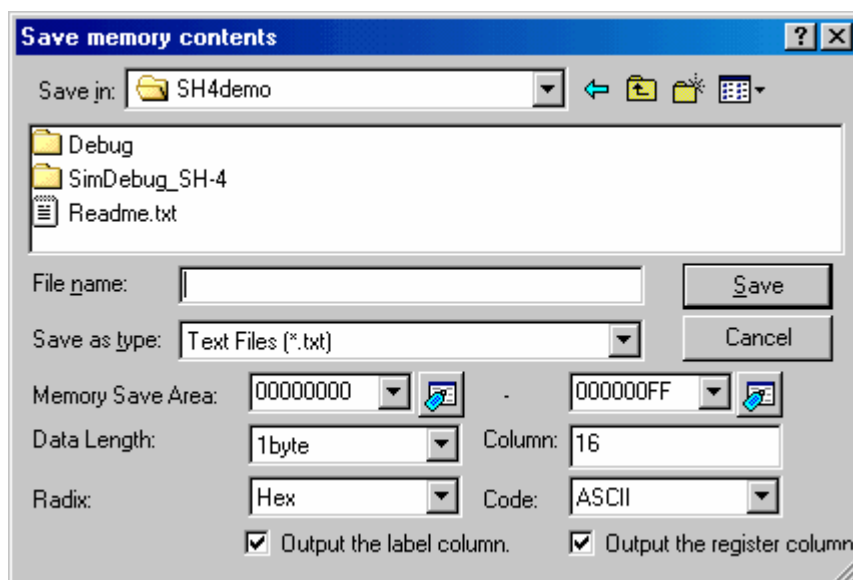 Save memory contents
Save in: SH4demo
Debug
SimDebug_SH-4
Readme.txt
File name: Save
Save as type: Text Files (*.txt) Cancel
Memory Save Area: 00000000 - 000000FF
Data Length: 1byte Column: 16
Radix: Hex Code: ASCII
Output the label column. Output the register column